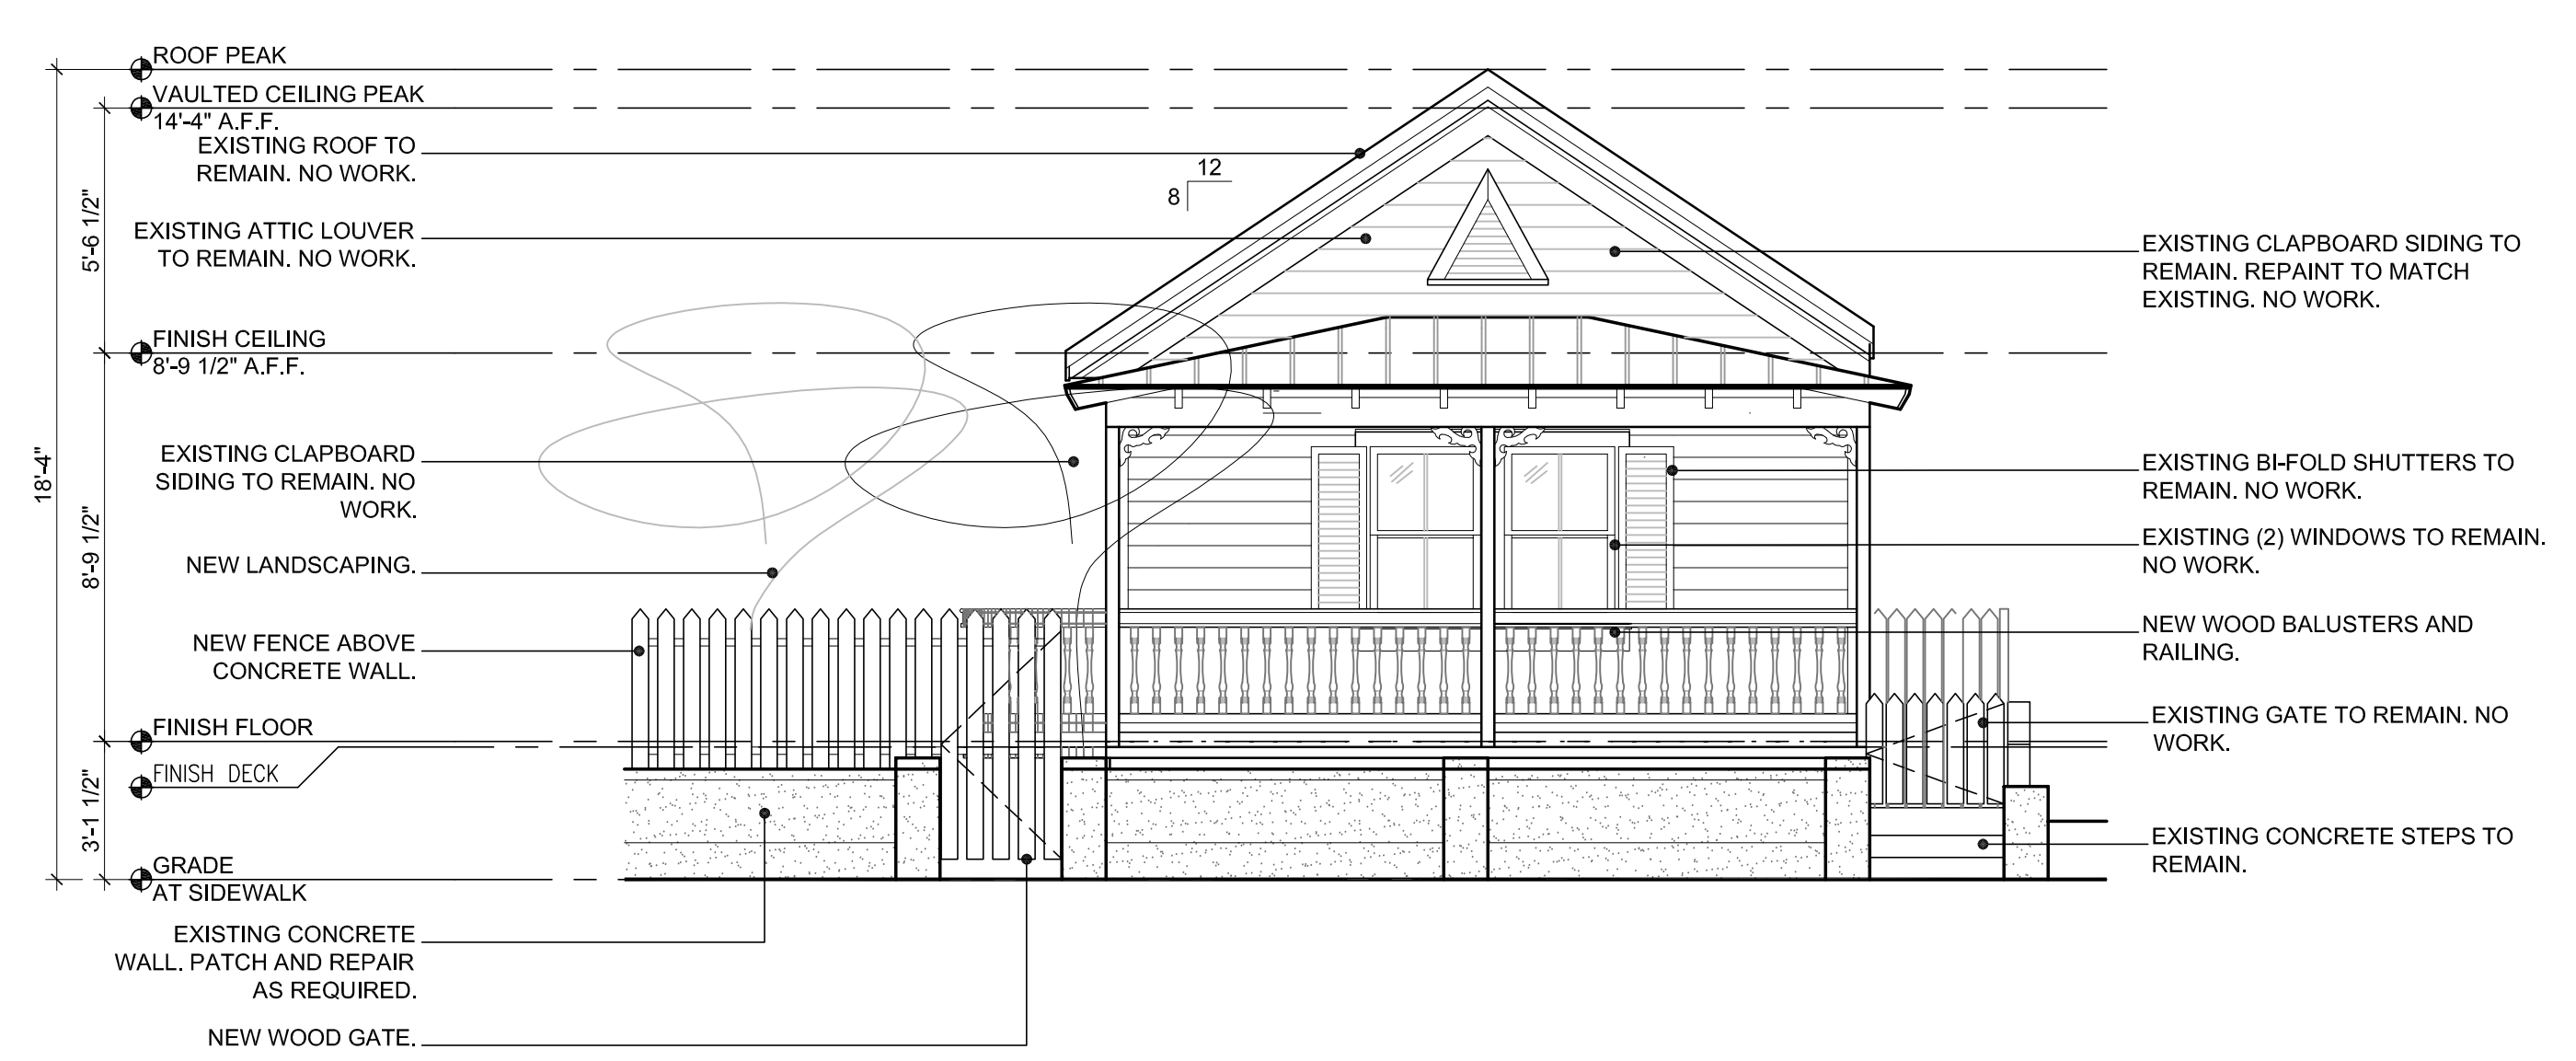 ROOF PEAK
VAULTED CEILING PEAK
14'-4" A.F.F.
EXISTING ROOF TO
REMAIN. NO WORK.
12
8
5'-6 1/2"
EXISTING ATTIC LOUVER
TO REMAIN. NO WORK.
EXISTING CLAPBOARD SIDING TO
REMAIN. REPAINT TO MATCH
EXISTING. NO WORK.
FINISH CEILING
8'-9 1/2" A.F.F.
18'-4"
8'-9 1/2"
EXISTING CLAPBOARD
SIDING TO REMAIN. NO
WORK.
EXISTING BI-FOLD SHUTTERS TO
REMAIN. NO WORK.
NEW LANDSCAPING.
EXISTING (2) WINDOWS TO REMAIN.
NO WORK.
NEW FENCE ABOVE
CONCRETE WALL.
NEW WOOD BALUSTERS AND
RAILING.
FINISH FLOOR
FINISH DECK
EXISTING GATE TO REMAIN. NO
WORK.
3'-1 1/2"
GRADE
AT SIDEWALK
EXISTING CONCRETE STEPS TO
REMAIN.
EXISTING CONCRETE
WALL. PATCH AND REPAIR
AS REQUIRED.
NEW WOOD GATE.